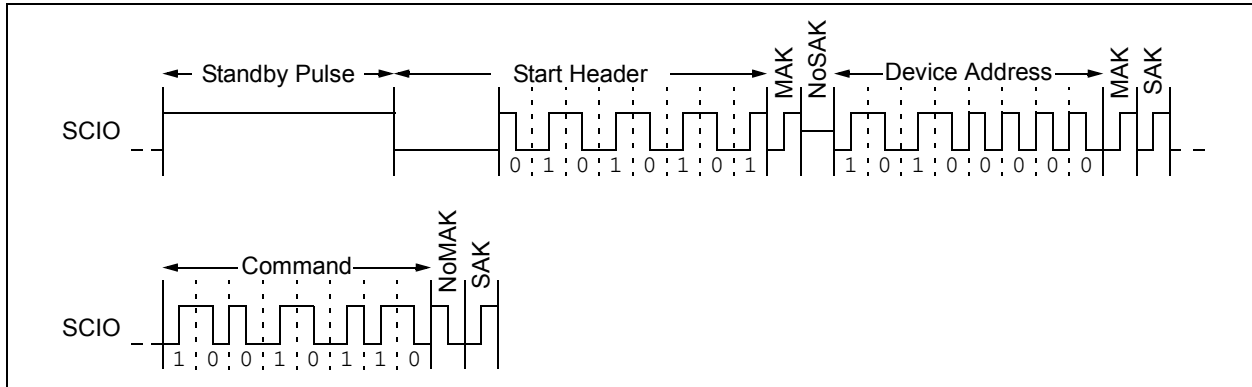 Standby Pulse
Start Header
MAK
NoSAK
Device Address
MAK
SAK
SCIO
0 1 0 1 0 1 0 1
1 0 1 0 0 0 0 0
Command
NoMAK
SAK
SCIO
1 0 0 1 0 1 1 0